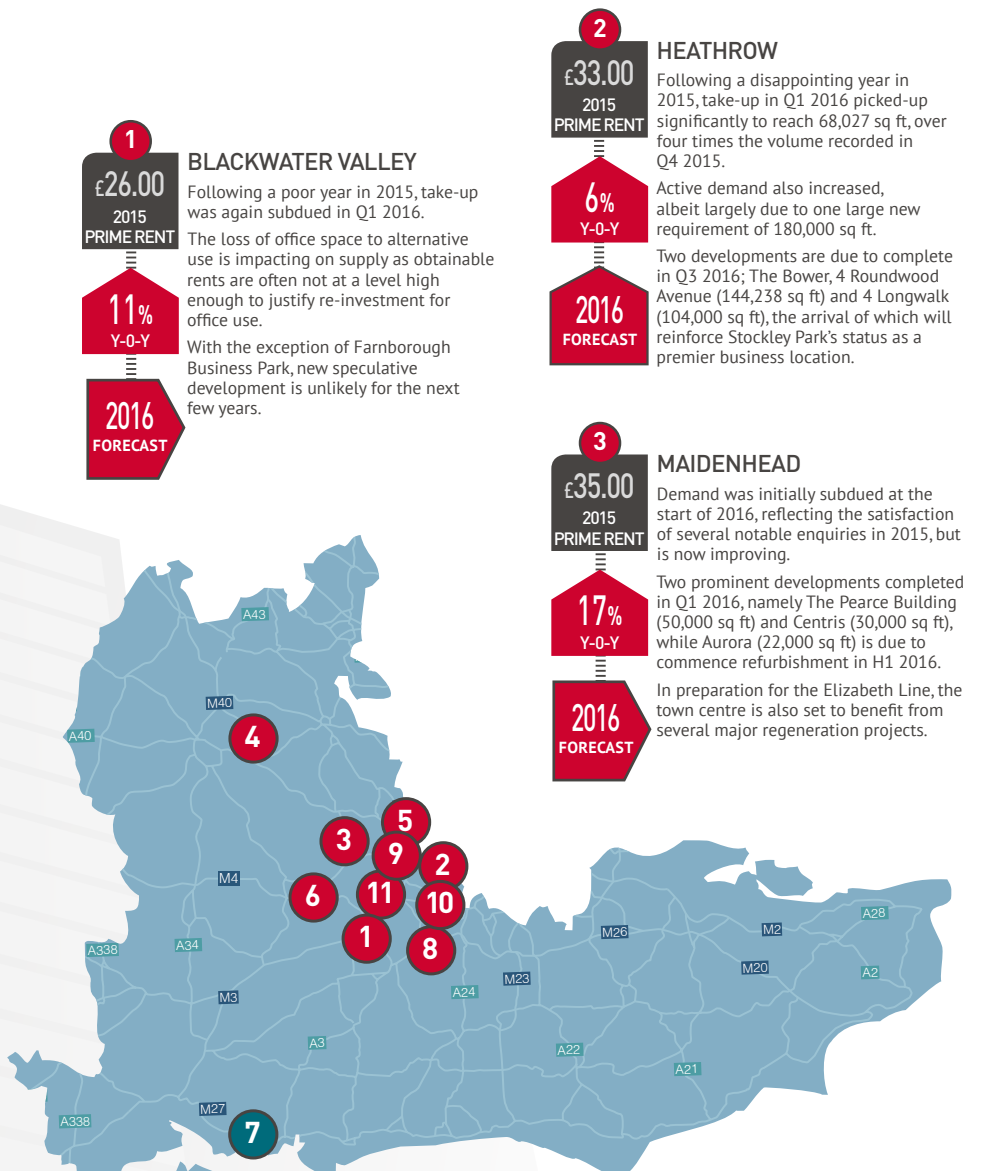 1
£26.00
2015
PRIME RENT
11%
Y-0-Y
2016
FORECAST
BLACKWATER VALLEY
Following a poor year in 2015, take-up
was again subdued in Q1 2016.
The loss of office space to alternative
use is impacting on supply as obtainable
rents are often not at a level high
enough to justify re-investment for
office use.
With the exception of Farnborough
Business Park, new speculative
development is unlikely for the next
few years.
2
£33.00
2015
PRIME RENT
6%
Y-0-Y
2016
FORECAST
HEATHROW
Following a disappointing year in
2015, take-up in Q1 2016 picked-up
significantly to reach 68,027 sq ft, over
four times the volume recorded in
Q4 2015.
Active demand also increased,
albeit largely due to one large new
requirement of 180,000 sq ft.
Two developments are due to complete
in Q3 2016; The Bower, 4 Roundwood
Avenue (144,238 sq ft) and 4 Longwalk
(104,000 sq ft), the arrival of which will
reinforce Stockley Park's status as a
premier business location.
3
£35.00
2015
PRIME RENT
17%
Y-0-Y
2016
FORECAST
MAIDENHEAD
Demand was initially subdued at the
start of 2016, reflecting the satisfaction
of several notable enquiries in 2015, but
is now improving.
Two prominent developments completed
in Q1 2016, namely The Pearce Building
(50,000 sq ft) and Centris (30,000 sq ft),
while Aurora (22,000 sq ft) is due to
commence refurbishment in H1 2016.
In preparation for the Elizabeth Line, the
town centre is also set to benefit from
several major regeneration projects.
A43
M40
A40
4
5
3
9
2
M4
6
11
10
A28
1
M26
M2
A338
A34
8
M20
A2
M23
M3
A24
A3
A22
A21
M27
A338
7